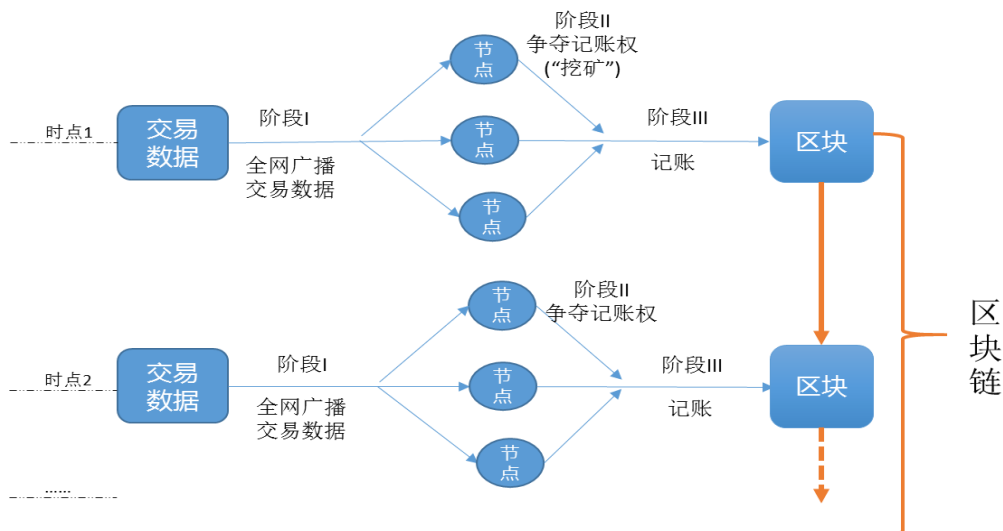 阶段II
争夺记账权
(“挖矿”)
节
点
时点1
交易
数据
阶段I
全网广播
交易数据
节
点
节
点
阶段III
记账
区块
阶段II
争夺记账权
节
点
时点2
交易
数据
阶段I
全网广播
交易数据
节
点
节
点
阶段III
记账
区块
区
块
链
……